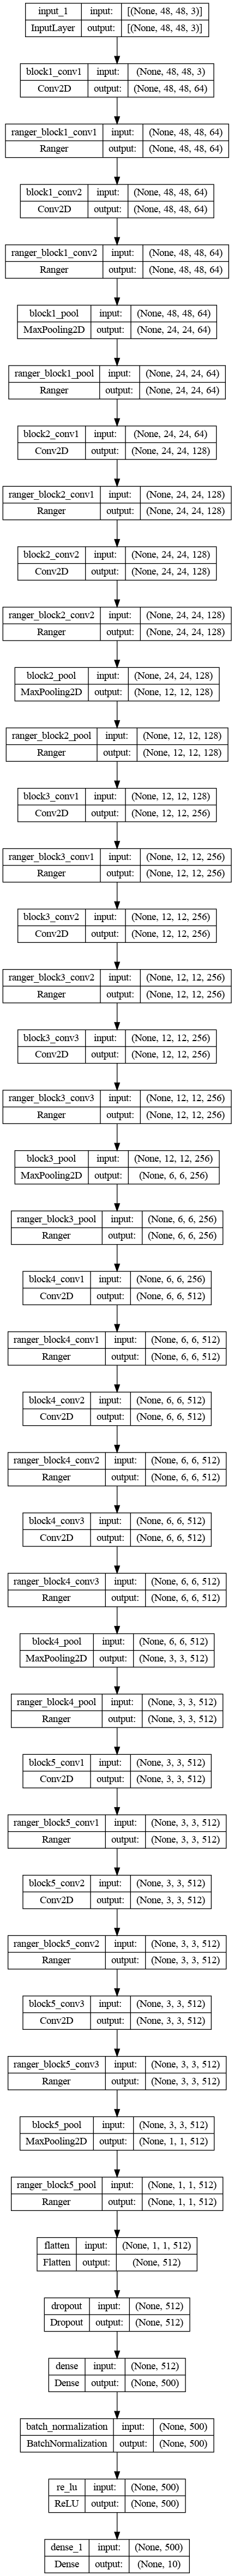 input_1 input: [(None, 48, 48, 3)]
InputLayer output: [(None, 48, 48, 3)]
block1_conv1 input: (None, 48, 48, 3)
Conv2D output: (None, 48, 48, 64)
ranger_block1_conv1 input: (None, 48, 48, 64)
Ranger output: (None, 48, 48, 64)
block1_conv2 input: (None, 48, 48, 64)
Conv2D output: (None, 48, 48, 64)
ranger_block1_conv2 input: (None, 48, 48, 64)
Ranger output: (None, 48, 48, 64)
block1_pool input: (None, 48, 48, 64)
MaxPooling2D output: (None, 24, 24, 64)
ranger_block1_pool input: (None, 24, 24, 64)
Ranger output: (None, 24, 24, 64)
block2_conv1 input: (None, 24, 24, 64)
Conv2D output: (None, 24, 24, 128)
ranger_block2_conv1 input: (None, 24, 24, 128)
Ranger output: (None, 24, 24, 128)
block2_conv2 input: (None, 24, 24, 128)
Conv2D output: (None, 24, 24, 128)
ranger_block2_conv2 input: (None, 24, 24, 128)
Ranger output: (None, 24, 24, 128)
block2_pool input: (None, 24, 24, 128)
MaxPooling2D output: (None, 12, 12, 128)
ranger_block2_pool input: (None, 12, 12, 128)
Ranger output: (None, 12, 12, 128)
block3_conv1 input: (None, 12, 12, 128)
Conv2D output: (None, 12, 12, 256)
ranger_block3_conv1 input: (None, 12, 12, 256)
Ranger output: (None, 12, 12, 256)
block3_conv2 input: (None, 12, 12, 256)
Conv2D output: (None, 12, 12, 256)
ranger_block3_conv2 input: (None, 12, 12, 256)
Ranger output: (None, 12, 12, 256)
block3_conv3 input: (None, 12, 12, 256)
Conv2D output: (None, 12, 12, 256)
ranger_block3_conv3 input: (None, 12, 12, 256)
Ranger output: (None, 12, 12, 256)
block3_pool input: (None, 12, 12, 256)
MaxPooling2D output: (None, 6, 6, 256)
ranger_block3_pool input: (None, 6, 6, 256)
Ranger output: (None, 6, 6, 256)
block4_conv1 input: (None, 6, 6, 256)
Conv2D output: (None, 6, 6, 512)
ranger_block4_conv1 input: (None, 6, 6, 512)
Ranger output: (None, 6, 6, 512)
block4_conv2 input: (None, 6, 6, 512)
Conv2D output: (None, 6, 6, 512)
ranger_block4_conv2 input: (None, 6, 6, 512)
Ranger output: (None, 6, 6, 512)
block4_conv3 input: (None, 6, 6, 512)
Conv2D output: (None, 6, 6, 512)
ranger_block4_conv3 input: (None, 6, 6, 512)
Ranger output: (None, 6, 6, 512)
block4_pool input: (None, 6, 6, 512)
MaxPooling2D output: (None, 3, 3, 512)
ranger_block4_pool input: (None, 3, 3, 512)
Ranger output: (None, 3, 3, 512)
block5_conv1 input: (None, 3, 3, 512)
Conv2D output: (None, 3, 3, 512)
ranger_block5_conv1 input: (None, 3, 3, 512)
Ranger output: (None, 3, 3, 512)
block5_conv2 input: (None, 3, 3, 512)
Conv2D output: (None, 3, 3, 512)
ranger_block5_conv2 input: (None, 3, 3, 512)
Ranger output: (None, 3, 3, 512)
block5_conv3 input: (None, 3, 3, 512)
Conv2D output: (None, 3, 3, 512)
ranger_block5_conv3 input: (None, 3, 3, 512)
Ranger output: (None, 3, 3, 512)
block5_pool input: (None, 3, 3, 512)
MaxPooling2D output: (None, 1, 1, 512)
ranger_block5_pool input: (None, 1, 1, 512)
Ranger output: (None, 1, 1, 512)
flatten input: (None, 1, 1, 512)
Flatten output: (None, 512)
dropout input: (None, 512)
Dropout output: (None, 512)
dense input: (None, 512)
Dense output: (None, 500)
batch_normalization input: (None, 500)
BatchNormalization output: (None, 500)
re_lu input: (None, 500)
ReLU output: (None, 500)
dense_1 input: (None, 500)
Dense output: (None, 10)